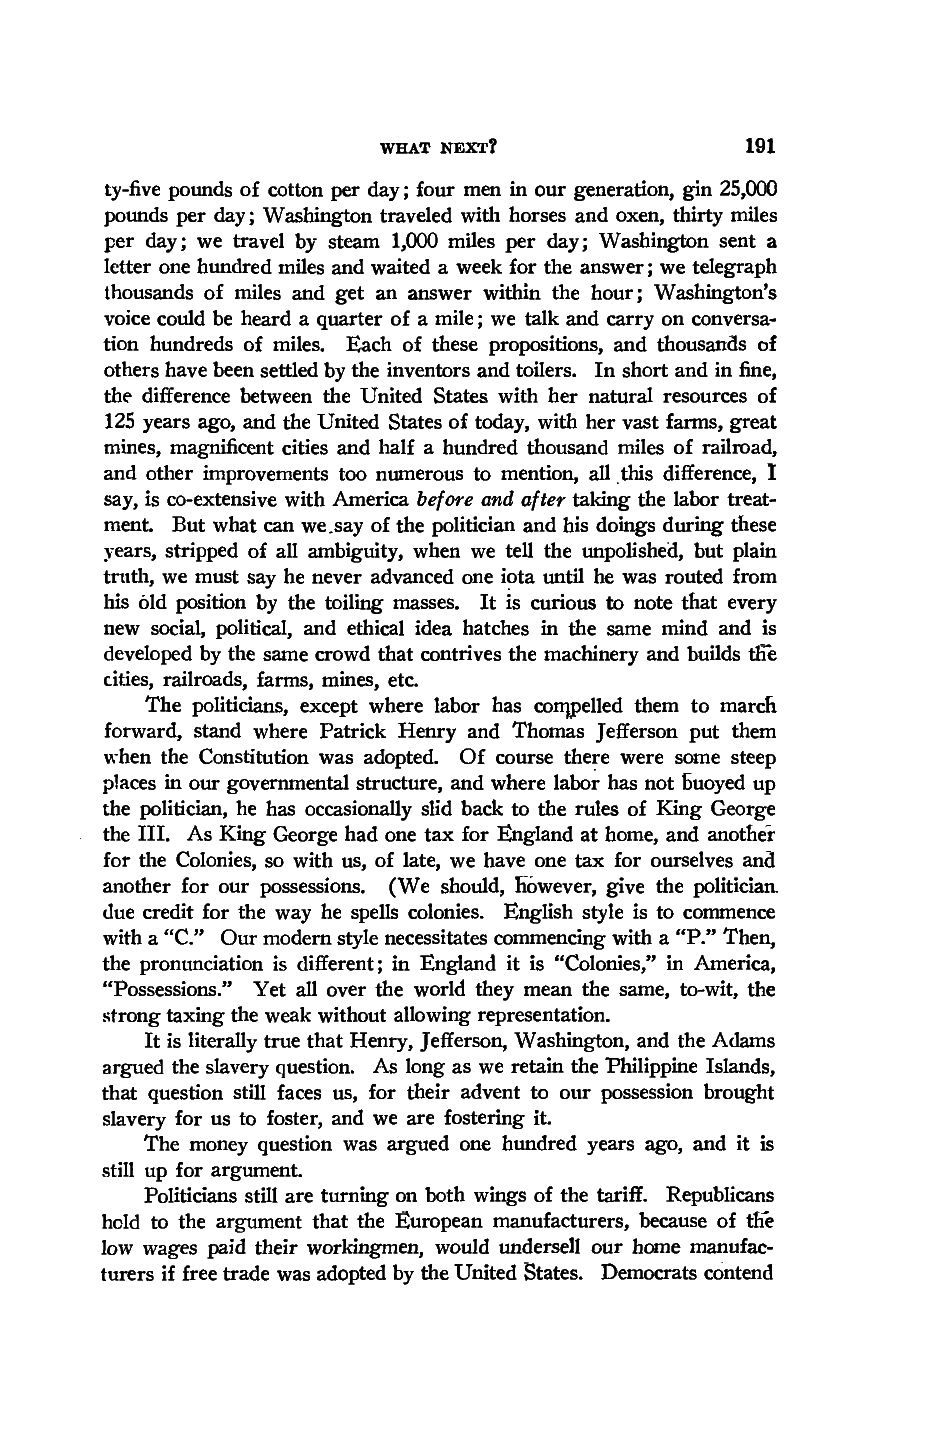 WHAT NEXT? 191
ty-five pounds of cotton per day; four men in our generation, gin 25,000
pounds per day; Washington traveled with horses and oxen, thirty miles
per day; we travel by steam 1,000 miles per day; Washington sent a
letter one hundred miles and waited a week for the answer; we telegraph
thousands of miles and get an answer within the hour; Washington's
voice could be heard a quarter of a mile; we talk and carry on conversa-
tion hundreds of miles. Each of these propositions, and thousands of
others have been settled by the inventors and toilers. In short and in fine,
the difference between the United States with her natural resources of
125 years ago, and the United States of today, with her vast farms, great
mines, magnificent cities and half a hundred thousand miles of railroad,
and other improvements too numerous to mention, all this difference, I
say, is co-extensive with America before and after taking the labor treat-
ment. But what can we say of the politician and his doings during these
years, stripped of all ambiguity, when we tell the unpolished, but plain
truth, we must say he never advanced one iota until he was routed from
his old position by the toiling masses. It is curious to note that every
new social, political, and ethical idea hatches in the same mind and is
developed by the same crowd that contrives the machinery and builds the
cities, railroads, farms, mines, etc.
The politicians, except where labor has compelled them to march
forward, stand where Patrick Henry and Thomas Jefferson put them
when the Constitution was adopted. Of course there were some steep
places in our governmental structure, and where labor has not buoyed up
the politician, he has occasionally slid back to the rules of King George
the III. As King George had one tax for England at home, and another
for the Colonies, so with us, of late, we have one tax for ourselves and
another for our possessions. (We should, however, give the politician
due credit for the way he spells colonies. English style is to commence
with a “C.” Our modern style necessitates commencing with a “P.” Then,
the pronunciation is different; in England it is “Colonies,” in America,
“Possessions.” Yet all over the world they mean the same, to-wit, the
strong taxing the weak without allowing representation.
It is literally true that Henry, Jefferson, Washington, and the Adams
argued the slavery question. As long as we retain the Philippine Islands,
that question still faces us, for their advent to our possession brought
slavery for us to foster, and we are fostering it.
The money question was argued one hundred years ago, and it is
still up for argument.
Politicians still are turning on both wings of the tariff. Republicans
hold to the argument that the European manufacturers, because of the
low wages paid their workingmen, would undersell our home manufac-
turers if free trade was adopted by the United States. Democrats contend